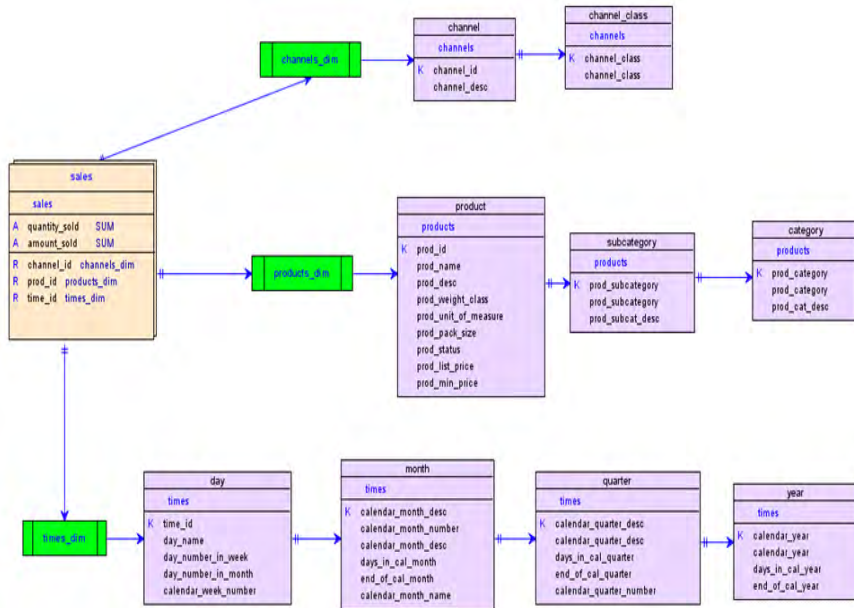 channel
channels
K channel_id
channel_desc
channel_class
channels
K channel_class
channel_class
channels_dim
sales
sales
A quantity_sold SUM
A amount_sold SUM
R channel_id channels_dim
R prod_id products_dim
R time_id times_dim
products_dim
product
products
K prod_id
prod_name
prod_desc
prod_weight_class
prod_unit_of_measure
prod_pack_size
prod_status
prod_list_price
prod_min_price
subcategory
products
K prod_subcategory
prod_subcategory
prod_subcat_desc
category
products
K prod_category
prod_category
prod_cat_desc
times_dim
day
times
K time_id
day_name
day_number_in_week
day_number_in_month
calendar_week_number
month
times
K calendar_month_desc
calendar_month_number
calendar_month_desc
days_in_cal_month
end_of_cal_month
calendar_month_name
quarter
times
K calendar_quarter_desc
calendar_quarter_desc
days_in_cal_quarter
end_of_cal_quarter
calendar_quarter_number
year
times
K calendar_year
calendar_year
days_in_cal_year
end_of_cal_year